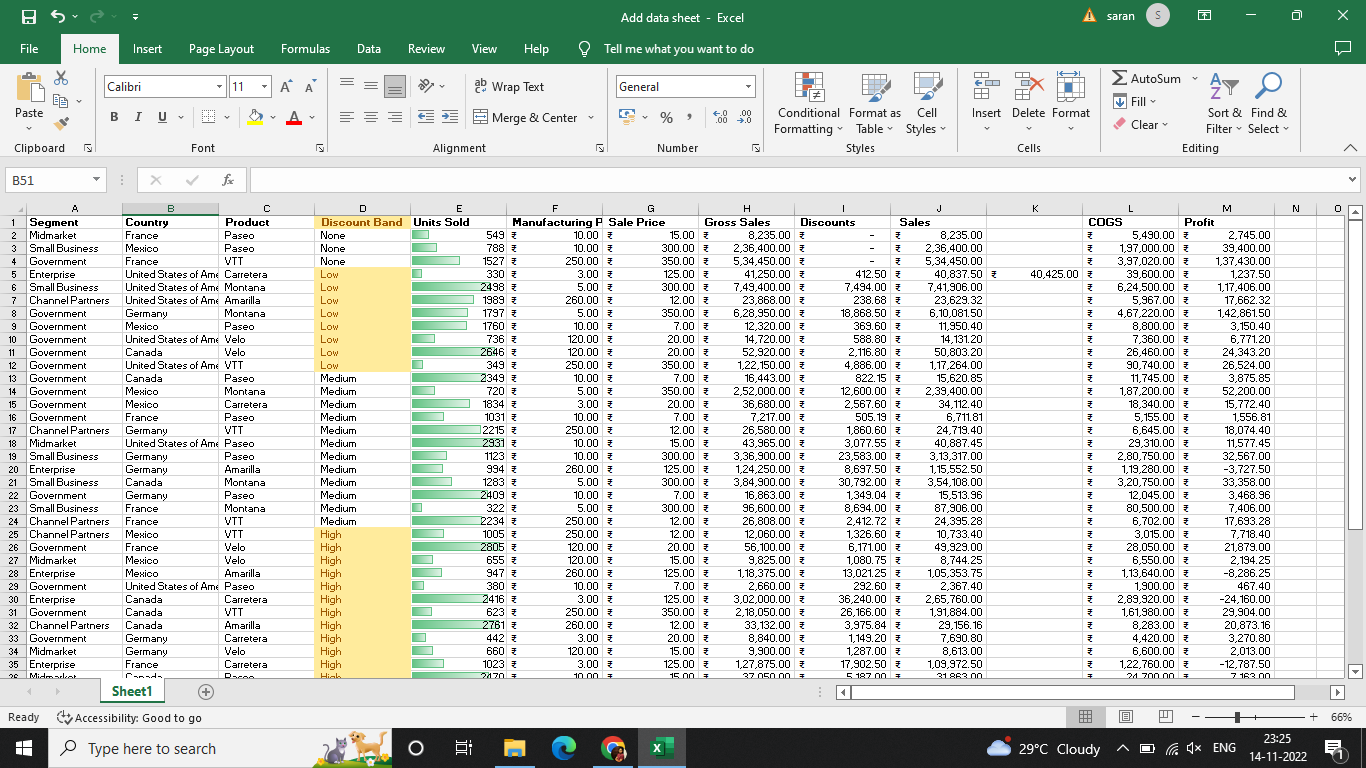 Add data sheet - Excel
saran
S
File Home Insert Page Layout Formulas Data Review View Help Tell me what you want to do
Paste
Clipboard
Calibri 11
B I U A
Font
Wrap Text
Merge & Center
Alignment
General
% ,
Number
Conditional Formatting
Format as Table
Cell Styles
Styles
Insert Delete Format
Cells
AutoSum
Fill
Clear
Sort & Filter
Find & Select
Editing
B51
fx
A B C D E F G H I J K L M N O
1 Segment Country Product Discount Band Units Sold Manufacturing P Sale Price Gross Sales Discounts Sales COGS Profit
2 Midmarket France Paseo None 549 ₹ 10.00 ₹ 15.00 ₹ 8,235.00 ₹ - ₹ 8,235.00 ₹ 5,490.00 ₹ 2,745.00
3 Small Business Mexico Paseo None 788 ₹ 10.00 ₹ 300.00 ₹ 2,36,400.00 ₹ - ₹ 2,36,400.00 ₹ 1,97,000.00 ₹ 39,400.00
4 Government France VTT None 1527 ₹ 250.00 ₹ 350.00 ₹ 5,34,450.00 ₹ - ₹ 5,34,450.00 ₹ 3,97,020.00 ₹ 1,37,430.00
5 Enterprise United States of Ame Carretera Low 330 ₹ 3.00 ₹ 125.00 ₹ 41,250.00 ₹ 412.50 ₹ 40,837.50 ₹ 40,425.00 ₹ 39,600.00 ₹ 1,237.50
6 Small Business United States of Ame Montana Low 2498 ₹ 5.00 ₹ 300.00 ₹ 7,49,400.00 ₹ 7,494.00 ₹ 7,41,906.00 ₹ 6,24,500.00 ₹ 1,17,406.00
7 Channel Partners United States of Ame Amarilla Low 1989 ₹ 260.00 ₹ 12.00 ₹ 23,868.00 ₹ 238.68 ₹ 23,629.32 ₹ 5,967.00 ₹ 17,662.32
8 Government Germany Montana Low 1797 ₹ 5.00 ₹ 350.00 ₹ 6,28,950.00 ₹ 18,868.50 ₹ 6,10,081.50 ₹ 4,67,220.00 ₹ 1,42,861.50
9 Government Mexico Paseo Low 1760 ₹ 10.00 ₹ 7.00 ₹ 12,320.00 ₹ 369.60 ₹ 11,950.40 ₹ 8,800.00 ₹ 3,150.40
10 Government United States of Ame Velo Low 736 ₹ 120.00 ₹ 20.00 ₹ 14,720.00 ₹ 588.80 ₹ 14,131.20 ₹ 7,360.00 ₹ 6,771.20
11 Government Canada Velo Low 2646 ₹ 120.00 ₹ 20.00 ₹ 52,920.00 ₹ 2,116.80 ₹ 50,803.20 ₹ 26,460.00 ₹ 24,343.20
12 Government United States of Ame VTT Low 349 ₹ 250.00 ₹ 350.00 ₹ 1,22,150.00 ₹ 4,886.00 ₹ 1,17,264.00 ₹ 90,740.00 ₹ 26,524.00
13 Government Canada Paseo Medium 2349 ₹ 10.00 ₹ 7.00 ₹ 16,443.00 ₹ 822.15 ₹ 15,620.85 ₹ 11,745.00 ₹ 3,875.85
14 Government Mexico Montana Medium 720 ₹ 5.00 ₹ 350.00 ₹ 2,52,000.00 ₹ 12,600.00 ₹ 2,39,400.00 ₹ 1,87,200.00 ₹ 52,200.00
15 Government Mexico Carretera Medium 1834 ₹ 3.00 ₹ 20.00 ₹ 36,680.00 ₹ 2,567.60 ₹ 34,112.40 ₹ 18,340.00 ₹ 15,772.40
16 Government France Paseo Medium 1031 ₹ 10.00 ₹ 7.00 ₹ 7,217.00 ₹ 505.19 ₹ 6,711.81 ₹ 5,155.00 ₹ 1,556.81
17 Channel Partners Germany VTT Medium 2215 ₹ 250.00 ₹ 12.00 ₹ 26,580.00 ₹ 1,860.60 ₹ 24,719.40 ₹ 6,645.00 ₹ 18,074.40
18 Midmarket United States of Ame Paseo Medium 2931 ₹ 10.00 ₹ 15.00 ₹ 43,965.00 ₹ 3,077.55 ₹ 40,887.45 ₹ 29,310.00 ₹ 11,577.45
19 Small Business Germany Paseo Medium 1123 ₹ 10.00 ₹ 300.00 ₹ 3,36,900.00 ₹ 23,583.00 ₹ 3,13,317.00 ₹ 2,80,750.00 ₹ 32,567.00
20 Enterprise Germany Amarilla Medium 994 ₹ 260.00 ₹ 125.00 ₹ 1,24,250.00 ₹ 8,697.50 ₹ 1,15,552.50 ₹ 1,19,280.00 ₹ -3,727.50
21 Small Business Canada Montana Medium 1283 ₹ 5.00 ₹ 300.00 ₹ 3,84,900.00 ₹ 30,792.00 ₹ 3,54,108.00 ₹ 3,20,750.00 ₹ 33,358.00
22 Government Germany Paseo Medium 2409 ₹ 10.00 ₹ 7.00 ₹ 16,863.00 ₹ 1,349.04 ₹ 15,513.96 ₹ 12,045.00 ₹ 3,468.96
23 Small Business France Montana Medium 322 ₹ 5.00 ₹ 300.00 ₹ 96,600.00 ₹ 8,694.00 ₹ 87,906.00 ₹ 80,500.00 ₹ 7,406.00
24 Channel Partners France VTT Medium 2234 ₹ 250.00 ₹ 12.00 ₹ 26,808.00 ₹ 2,412.72 ₹ 24,395.28 ₹ 6,702.00 ₹ 17,693.28
25 Channel Partners Mexico VTT High 1005 ₹ 250.00 ₹ 12.00 ₹ 12,060.00 ₹ 1,326.60 ₹ 10,733.40 ₹ 3,015.00 ₹ 7,718.40
26 Government France Velo High 2805 ₹ 120.00 ₹ 20.00 ₹ 56,100.00 ₹ 6,171.00 ₹ 49,929.00 ₹ 28,050.00 ₹ 21,879.00
27 Midmarket Mexico Velo High 655 ₹ 120.00 ₹ 15.00 ₹ 9,825.00 ₹ 1,080.75 ₹ 8,744.25 ₹ 6,550.00 ₹ 2,194.25
28 Enterprise Mexico Amarilla High 947 ₹ 260.00 ₹ 125.00 ₹ 1,18,375.00 ₹ 13,021.25 ₹ 1,05,353.75 ₹ 1,13,640.00 ₹ -8,286.25
29 Government United States of Ame Paseo High 380 ₹ 10.00 ₹ 7.00 ₹ 2,660.00 ₹ 292.60 ₹ 2,367.40 ₹ 1,900.00 ₹ 467.40
30 Enterprise Canada Carretera High 2416 ₹ 3.00 ₹ 125.00 ₹ 3,02,000.00 ₹ 36,240.00 ₹ 2,65,760.00 ₹ 2,89,920.00 ₹ -24,160.00
31 Government Canada VTT High 623 ₹ 250.00 ₹ 350.00 ₹ 2,18,050.00 ₹ 26,166.00 ₹ 1,91,884.00 ₹ 1,61,980.00 ₹ 29,904.00
32 Channel Partners Canada Amarilla High 2761 ₹ 260.00 ₹ 12.00 ₹ 33,132.00 ₹ 3,975.84 ₹ 29,156.16 ₹ 8,283.00 ₹ 20,873.16
33 Government Germany Carretera High 442 ₹ 3.00 ₹ 20.00 ₹ 8,840.00 ₹ 1,149.20 ₹ 7,690.80 ₹ 4,420.00 ₹ 3,270.80
34 Midmarket Germany Velo High 660 ₹ 120.00 ₹ 15.00 ₹ 9,900.00 ₹ 1,287.00 ₹ 8,613.00 ₹ 6,600.00 ₹ 2,013.00
35 Enterprise France Carretera High 1023 ₹ 3.00 ₹ 125.00 ₹ 1,27,875.00 ₹ 17,902.50 ₹ 1,09,972.50 ₹ 1,22,760.00 ₹ -12,787.50
36 Midmarket Canada Paseo High 2470 ₹ 10.00 ₹ 15.00 ₹ 37,050.00 ₹ 5,187.00 ₹ 31,863.00 ₹ 24,700.00 ₹ 7,163.00
Sheet1
Ready Accessibility: Good to go 66%
Type here to search
29°C Cloudy ENG
23:25
14-11-2022
1